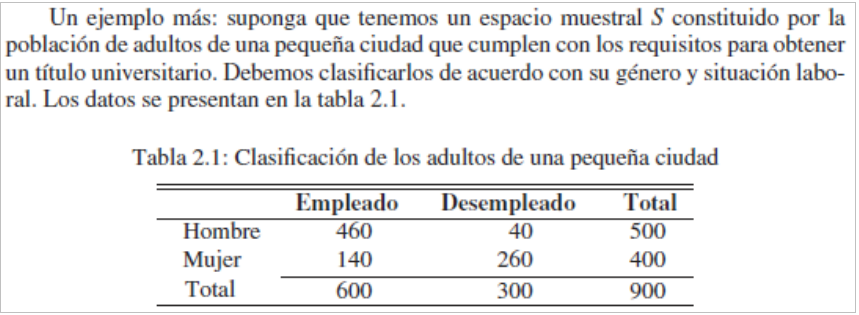 Un ejemplo más: suponga que tenemos un espacio muestral S constituido por la
población de adultos de una pequeña ciudad que cumplen con los requisitos para obtener
un título universitario. Debemos clasificarlos de acuerdo con su género y situación labo-
ral. Los datos se presentan en la tabla 2.1.
Tabla 2.1: Clasificación de los adultos de una pequeña ciudad
Empleado Desempleado Total
Hombre 460 40 500
Mujer 140 260 400
Total 600 300 900